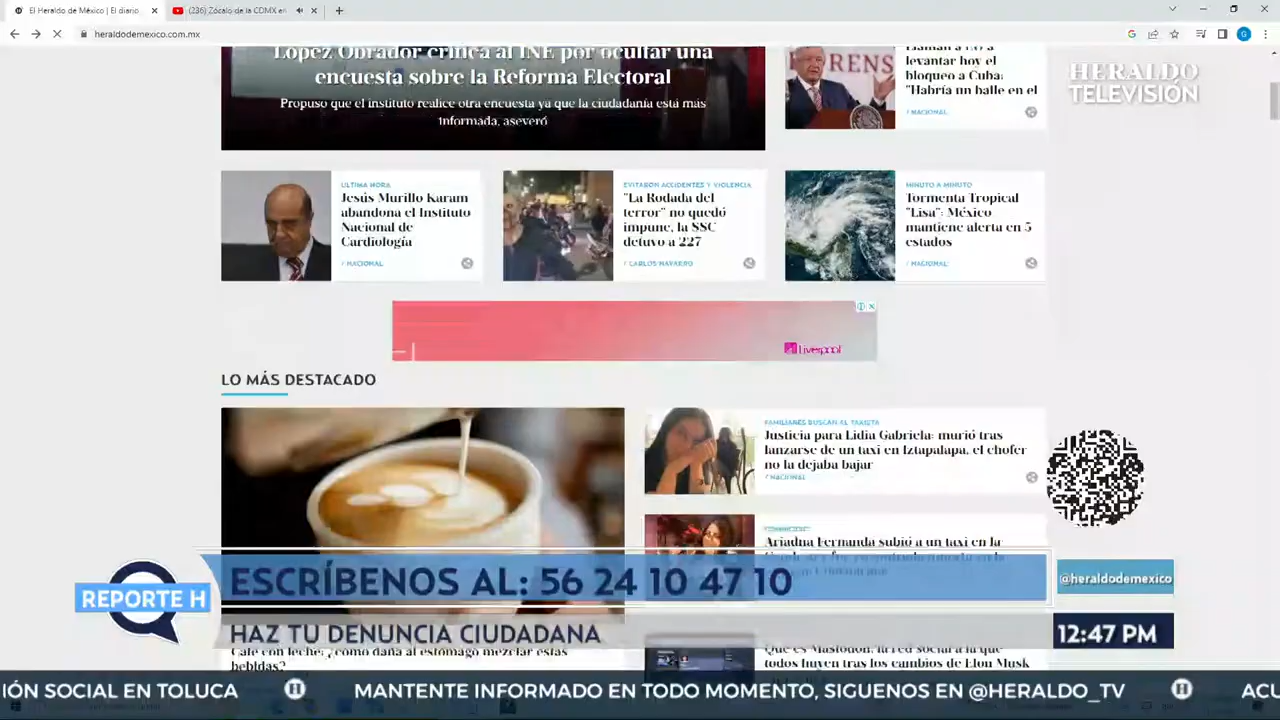 El Heraldo de México | El diario
(236) Zócalo de la CDMX en
heraldodemexico.com.mx
López Obrador critica al INE por ocultar una
encuesta sobre la Reforma Electoral
Propuso que el instituto realice otra encuesta ya que la ciudadanía está más
informada, aseveró
levantar hoy el
bloqueo a Cuba:
"Habría un baile en el
/ NACIONAL
HERALDO
TELEVISIÓN
ÚLTIMA HORA
Jesús Murillo Karam
abandona el Instituto
Nacional de
Cardiología
/ NACIONAL
EVITARON ACCIDENTES Y VIOLENCIA
"La Rodada del
terror" no quedó
impune, la SSC
detuvo a 227
/ CARLOS NAVARRO
MINUTO A MINUTO
Tormenta Tropical
"Lisa": México
mantiene alerta en 5
estados
/ NACIONAL
Liverpool
LO MÁS DESTACADO
FAMILIARES BUSCAN AL TAXISTA
Justicia para Lidia Gabriela: murió tras
lanzarse de un taxi en Iztapalapa, el chofer
no la dejaba bajar
/ NACIONAL
Ariadna Fernanda subió a un taxi en la
REPORTE H
ESCRÍBENOS AL: 56 24 10 47 10
HAZ TU DENUNCIA CIUDADANA
@heraldodemexico
12:47 PM
Café con leche: ¿cómo daña al estómago mezclar estas
bebidas?
Qué es Mastodon, la red social a la que
todos huyen tras los cambios de Elon Musk
IÓN SOCIAL EN TOLUCA
MANTENTE INFORMADO EN TODO MOMENTO, SIGUENOS EN @HERALDO_TV
ACU